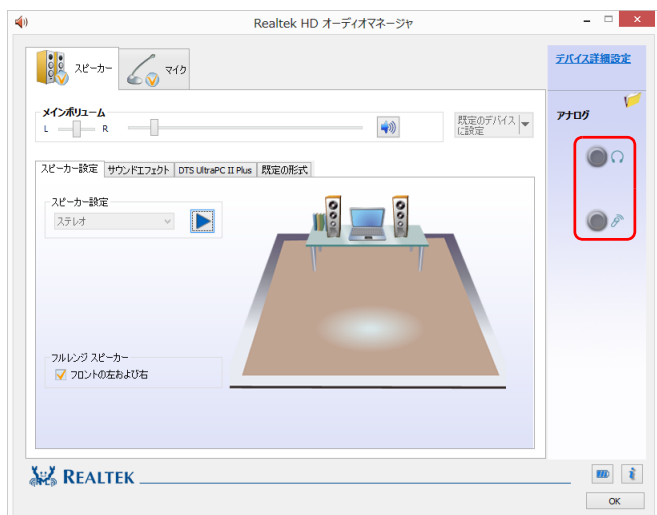 Realtek HD オーディオマネージャ
スピーカー
マイク
デバイス詳細設定
メインボリューム
L
R
既定のデバイス
に設定
アナログ
スピーカー設定
サウンドエフェクト
DTS UltraPC II Plus
既定の形式
スピーカー設定
ステレオ
フルレンジ スピーカー
フロントの左および右
REALTEK
OK